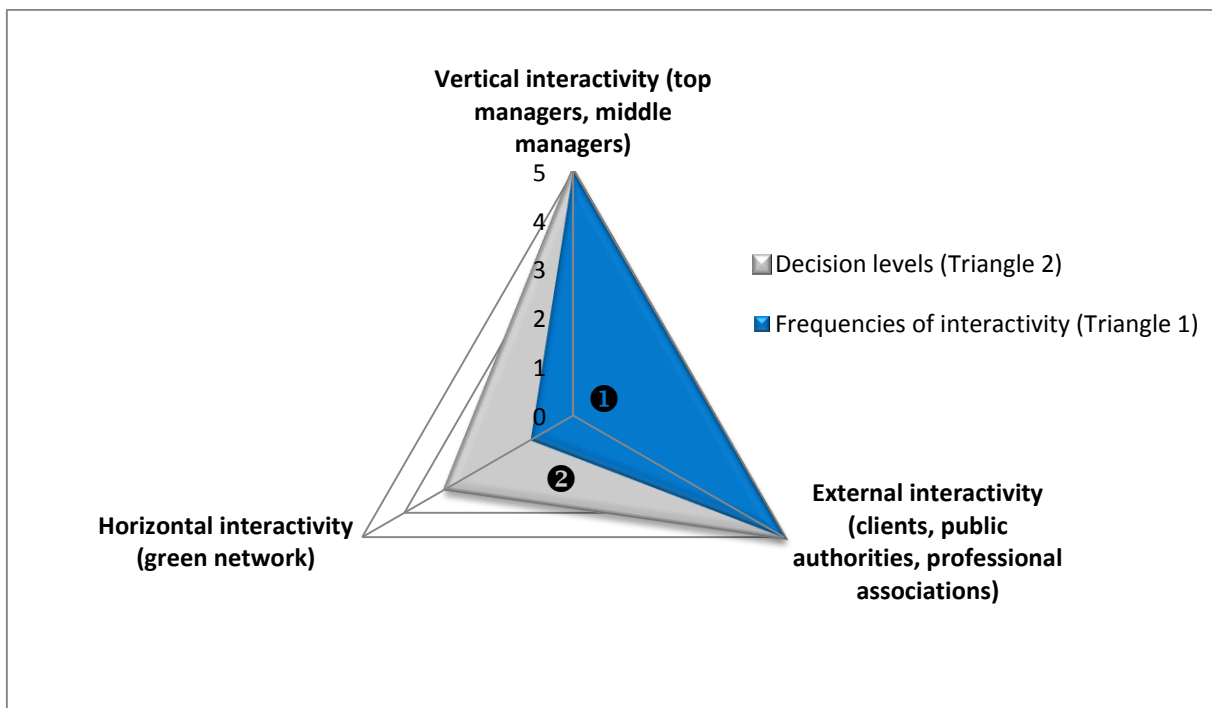 Vertical interactivity (top
managers, middle
managers)
5
4
3
2
1
0
❶
❷
Decision levels (Triangle 2)
Frequencies of interactivity (Triangle 1)
Horizontal interactivity
(green network)
External interactivity
(clients, public
authorities, professional
associations)